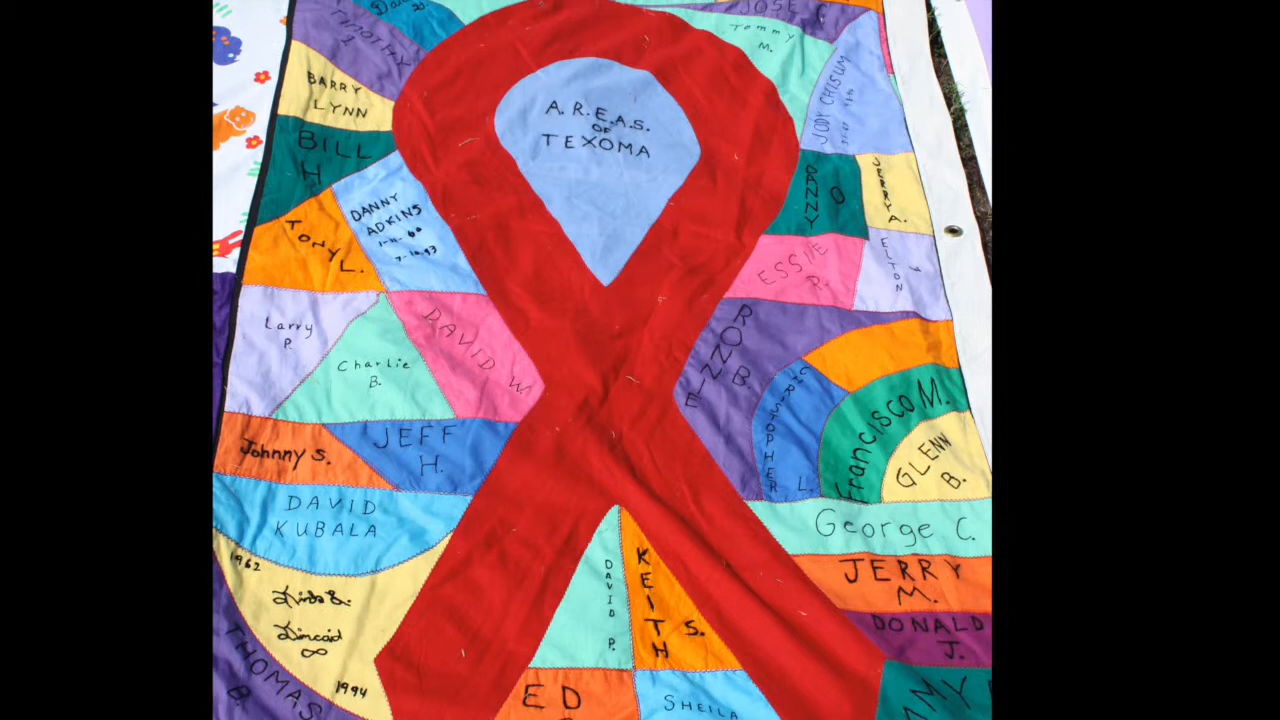 JOSE
TIMOTHY
Tommy
M.
BARRY
LYNN
JODY CHISUM
A.R.E.A.S.
OF
TEXOMA
BILL
H
DANNY
O
JERRY A.
DANNY
ADKINS
TONY L.
ESSIE
R.
ELTON
Larry
P.
Charlie
B.
DAVID W.
RONNIE
B
CHRISTOPHER L.
Francisco M.
GLENN
B.
Johnny S.
JEFF
H.
DAVID
KUBALA
George C.
1962
Kincaid
1994
DAVID P.
KEITH S.
JERRY
M.
DONALD
J.
THOMAS
B.
ED
SHEILA